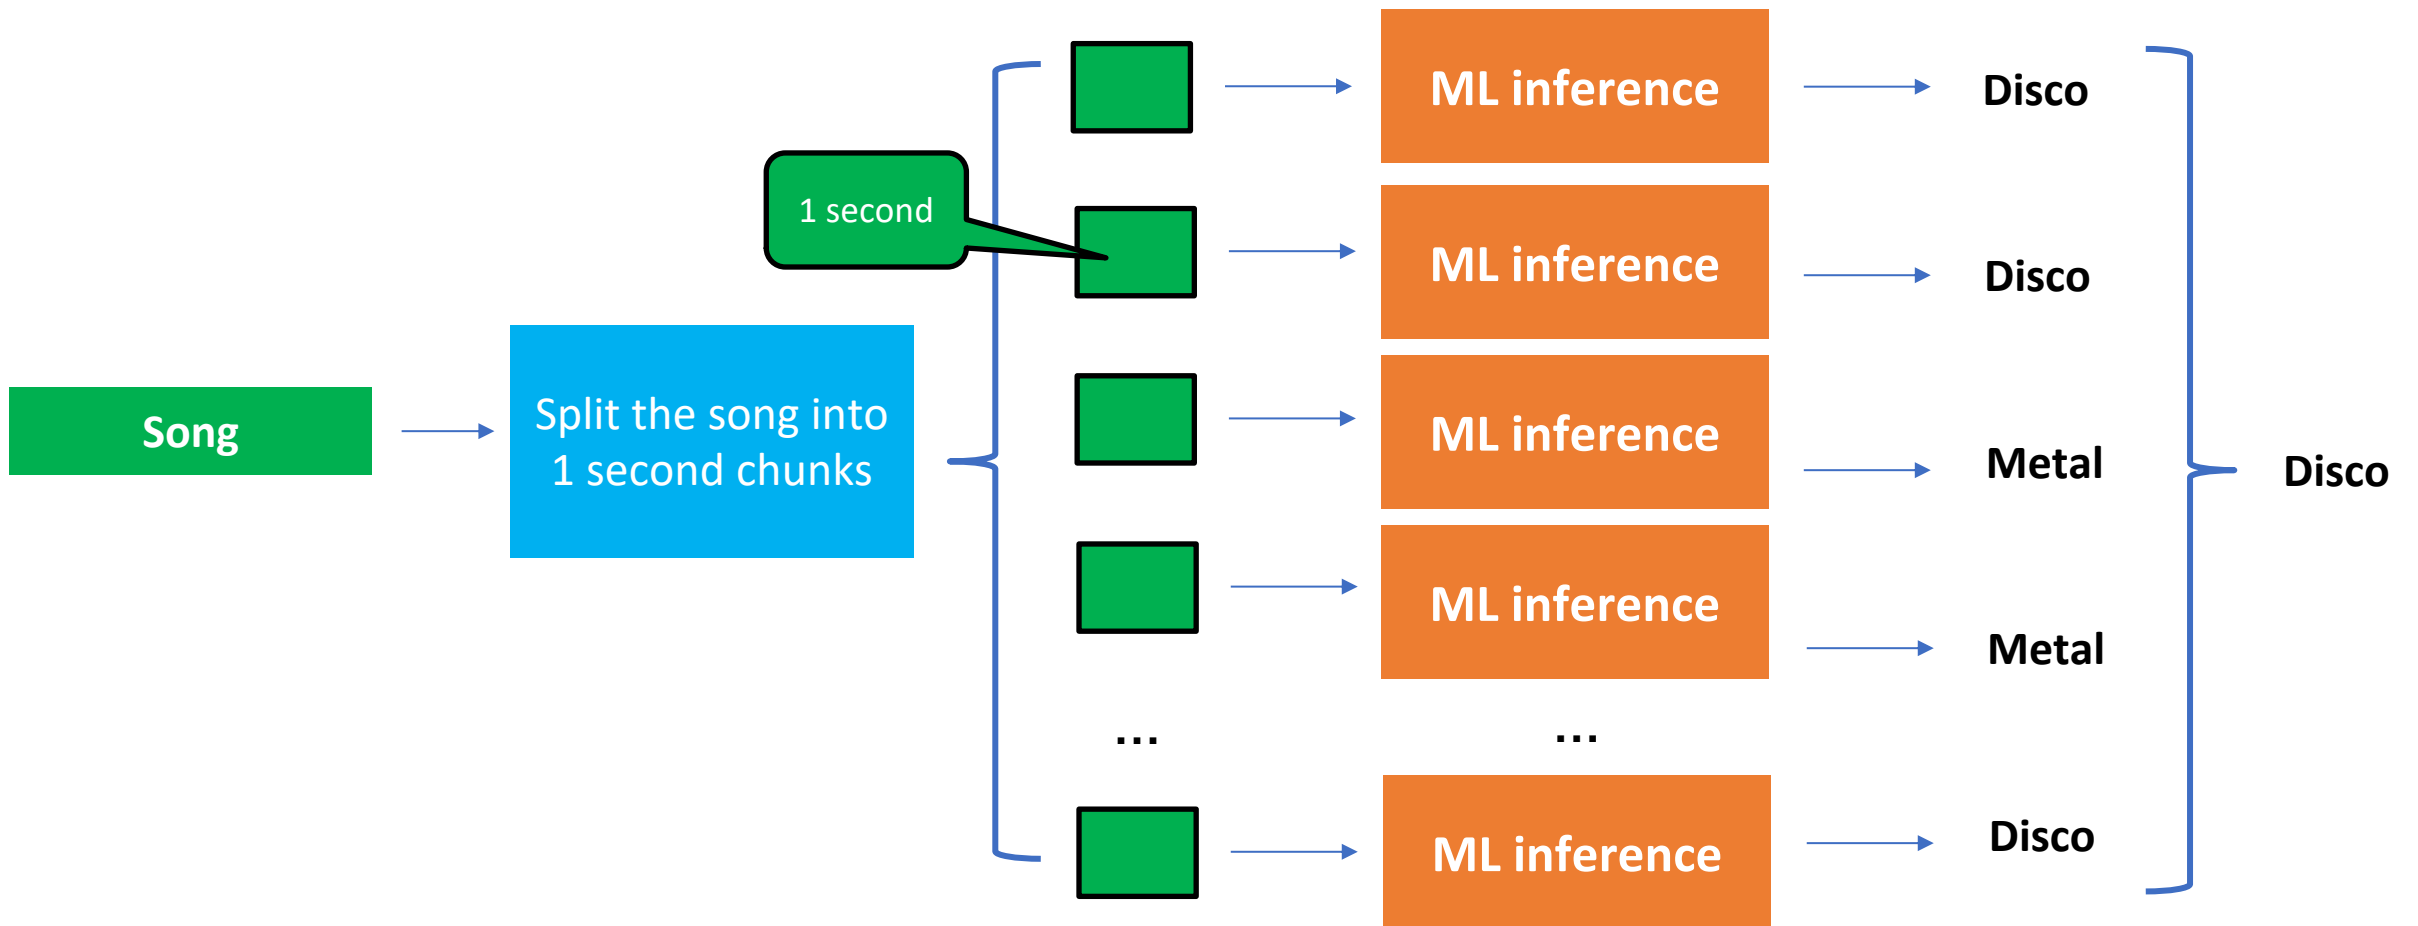 Song
Split the song into
1 second chunks
1 second
ML inference
Disco
ML inference
Disco
ML inference
Metal
ML inference
Metal
...
...
ML inference
Disco
Disco